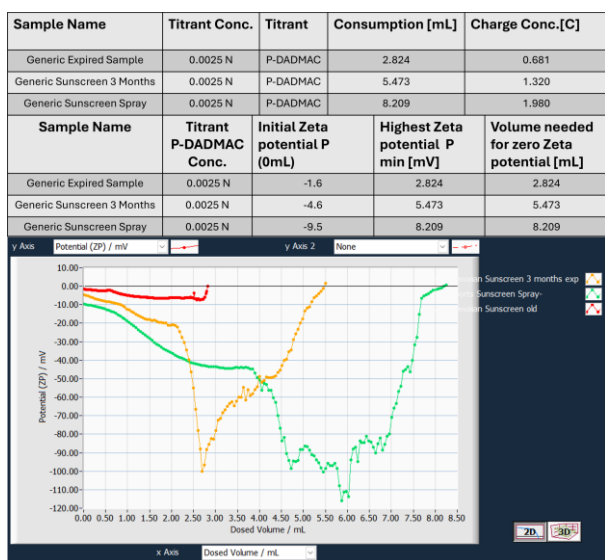 Sample Name Titrant Conc. Titrant Consumption [mL] Charge Conc.[C]
Generic Expired Sample 0.0025 N P-DADMAC 2.824 0.681
Generic Sunscreen 3 Months 0.0025 N P-DADMAC 5.473 1.320
Generic Sunscreen Spray 0.0025 N P-DADMAC 8.209 1.980
Sample Name Titrant Initial Zeta Highest Zeta Volume needed
P-DADMAC potential P potential P for zero Zeta
Conc. (0mL) min [mV] potential [mL]
Generic Expired Sample 0.0025 N -1.6 2.824 2.824
Generic Sunscreen 3 Months 0.0025 N -4.6 5.473 5.473
Generic Sunscreen Spray 0.0025 N -9.5 8.209 8.209
y Axis Potential (ZP) / mV y Axis 2 None
10.00
0.00
-10.00
-20.00
-30.00
-40.00
-50.00
-60.00
-70.00
-80.00
-90.00
-100.00
-110.00
-120.00
Potential (ZP) / mV
Sunscreen 3 months exp
Sunscreen Spray-
Sunscreen old
0.00 0.50 1.00 1.50 2.00 2.50 3.00 3.50 4.00 4.50 5.00 5.50 6.00 6.50 7.00 7.50 8.00 8.50
Dosed Volume / mL
2D 3D
x Axis Dosed Volume / mL